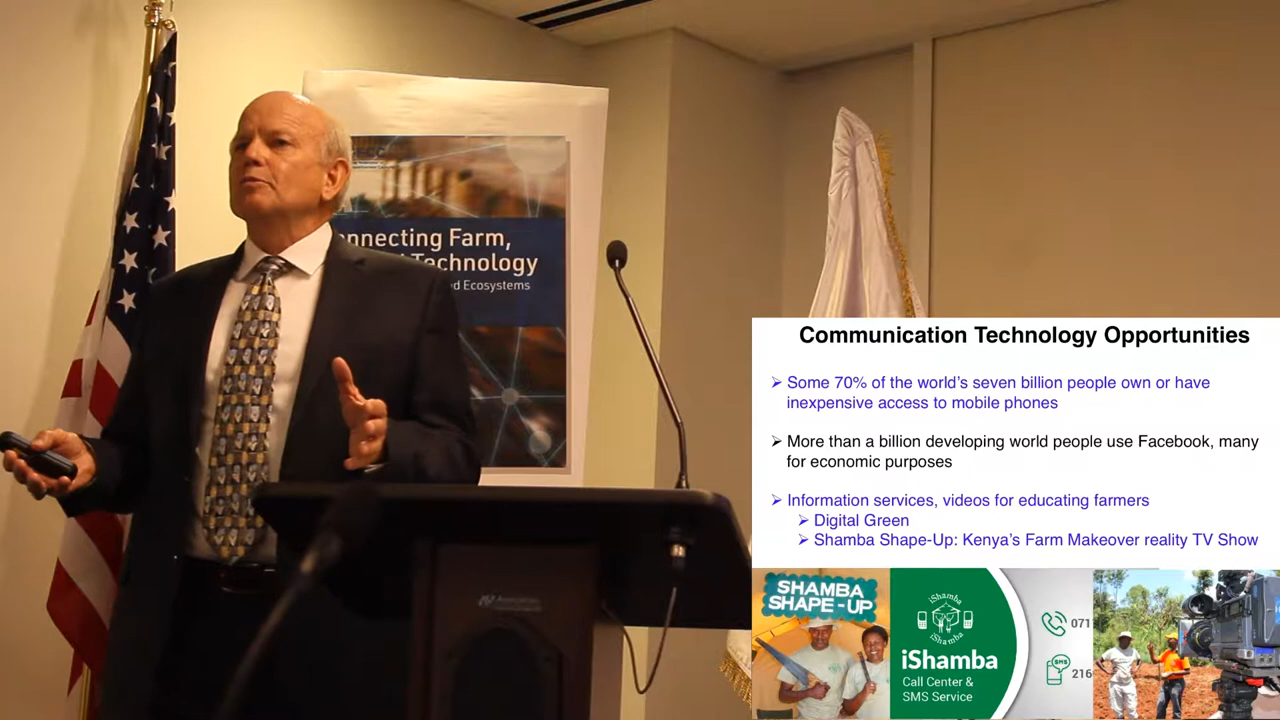 nnecting Farm,
Technology
ed Ecosystems
Communication Technology Opportunities
➢ Some 70% of the world's seven billion people own or have
inexpensive access to mobile phones
➢ More than a billion developing world people use Facebook, many
for economic purposes
➢ Information services, videos for educating farmers
➢ Digital Green
➢ Shamba Shape-Up: Kenya's Farm Makeover reality TV Show
SHAMBA
SHAPE-UP
iShamba
iShamba
iShamba
Call Center &
SMS Service
071
SMS
216